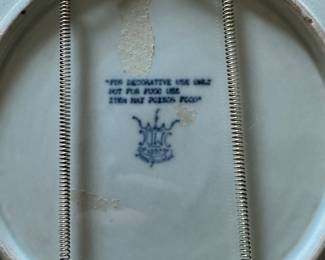 "FOR DECORATIVE USE ONLY
NOT FOR FOOD USE
ITEM MAY POISON FOOD"